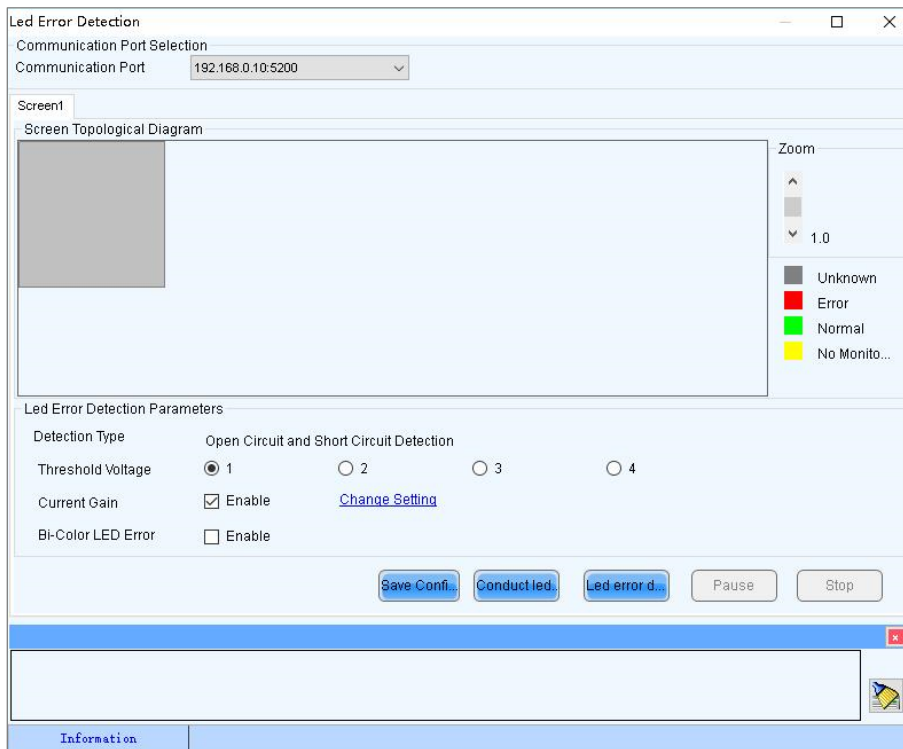 Led Error Detection
Communication Port Selection
Communication Port 192.168.0.10:5200
Screen1
Screen Topological Diagram
Zoom
1.0
Unknown
Error
Normal
No Monito...
Led Error Detection Parameters
Detection Type Open Circuit and Short Circuit Detection
Threshold Voltage 1 2 3 4
Current Gain Enable Change Setting
Bi-Color LED Error Enable
Save Confi... Conduct led.. Led error d... Pause Stop
Information